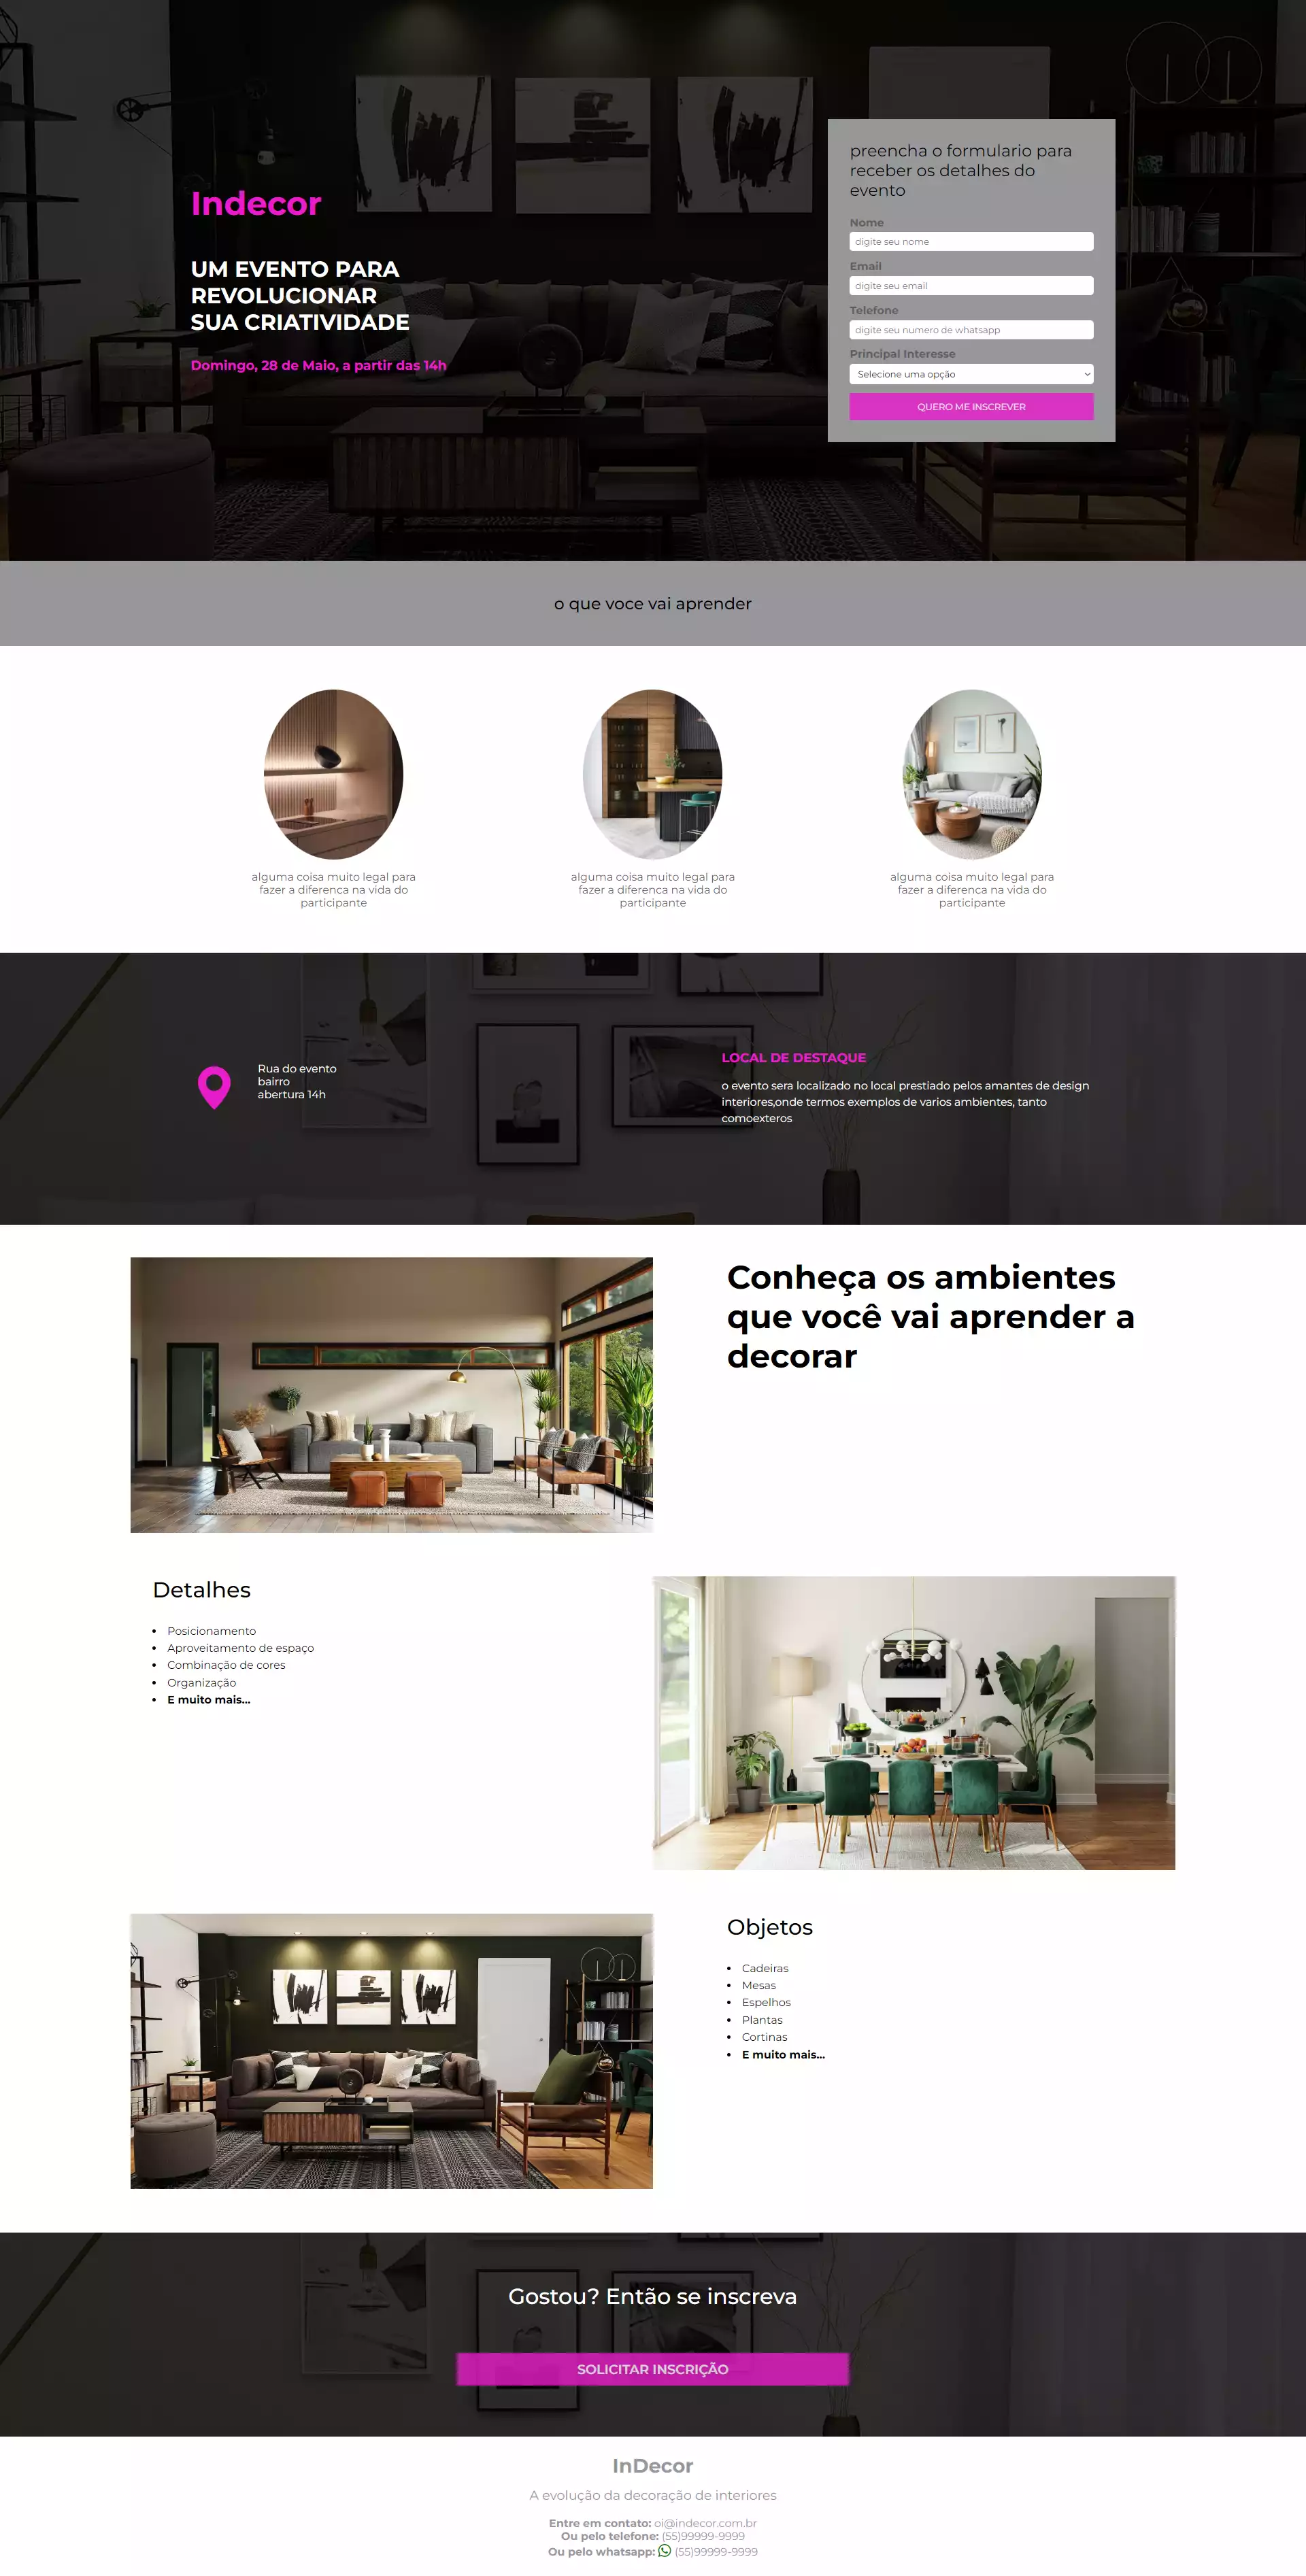 Indecor
UM EVENTO PARA
REVOLUCIONAR
SUA CRIATIVIDADE
Domingo, 28 de Maio, a partir das 14h
preencha o formulario para
receber os detalhes do
evento
Nome
digite seu nome
Email
digite seu email
Telefone
digite seu numero de whatsapp
Principal Interesse
Selecione uma opção
QUERO ME INSCREVER
o que voce vai aprender
alguma coisa muito legal para
fazer a diferenca na vida do
participante
alguma coisa muito legal para
fazer a diferenca na vida do
participante
alguma coisa muito legal para
fazer a diferenca na vida do
participante
Rua do evento
bairro
abertura 14h
LOCAL DE DESTAQUE
o evento sera localizado no local prestiado pelos amantes de design
interiores,onde termos exemplos de varios ambientes, tanto
comoexteros
Conheça os ambientes
que você vai aprender a
decorar
Detalhes
Posicionamento
Aproveitamento de espaço
Combinação de cores
Organização
E muito mais...
Objetos
Cadeiras
Mesas
Espelhos
Plantas
Cortinas
E muito mais...
Gostou? Então se inscreva
SOLICITAR INSCRIÇÃO
InDecor
A evolução da decoração de interiores
Entre em contato: oi@indecor.com.br
Ou pelo telefone: (55)99999-9999
Ou pelo whatsapp: (55)99999-9999